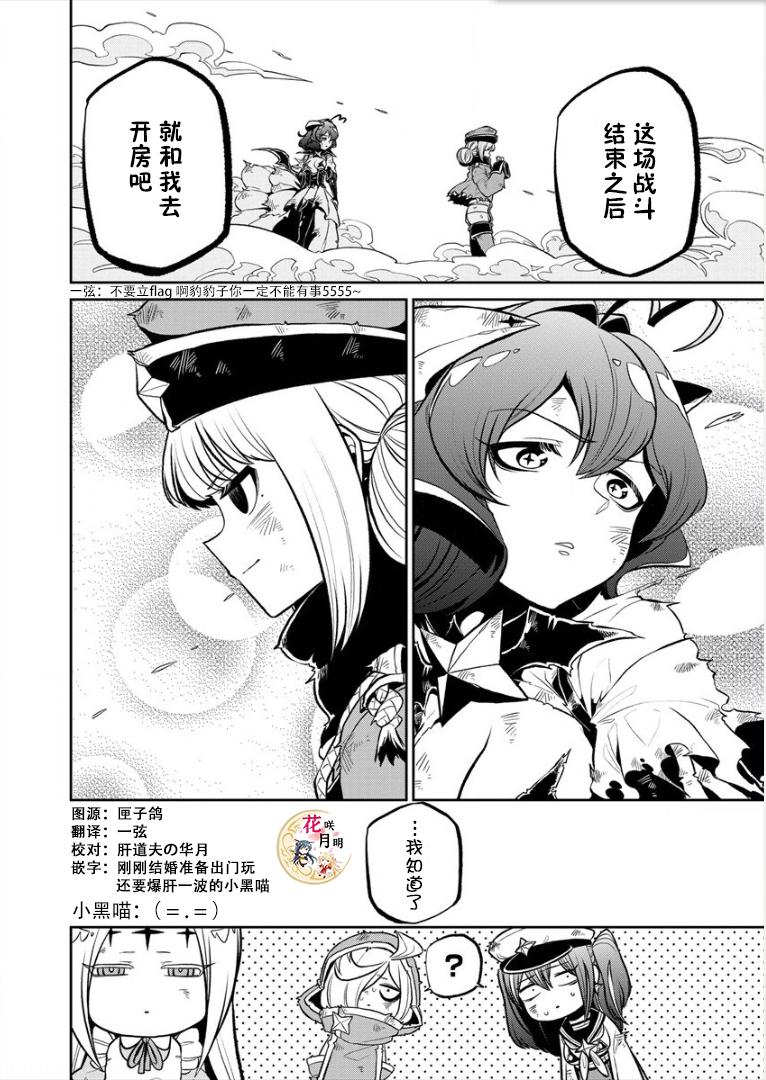 这场战斗
结束之后
就和我去
开房吧
一弦：不要立flag 啊豹豹子你一定不能有事5555~
图源：匣子鸽
翻译：一弦
校对：肝道夫の华月
嵌字：刚刚结婚准备出门玩
还要爆肝一波的小黑喵
小黑喵：（＝.＝）
花咲
月明
…我知道了
？